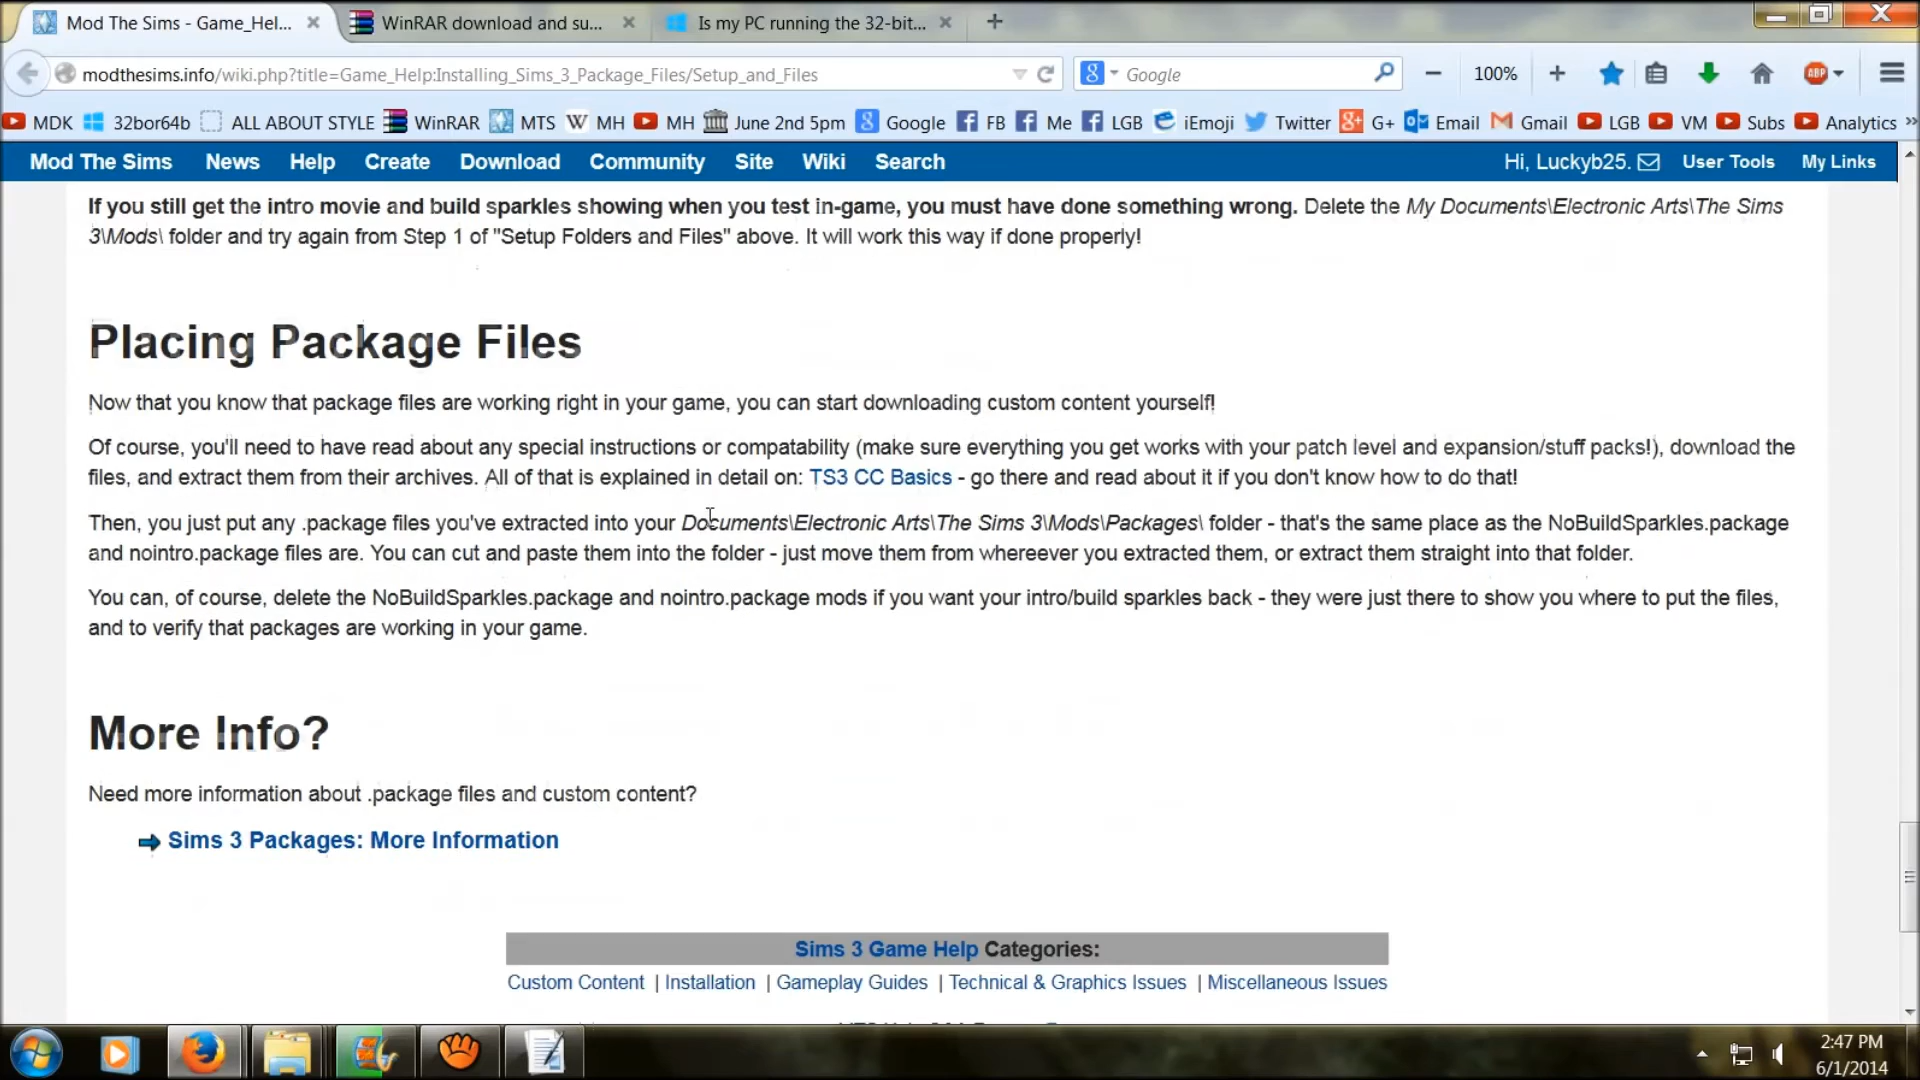 Mod The Sims - Game_Hel...
WinRAR download and su...
Is my PC running the 32-bit...
modthesims.info/wiki.php?title=Game_Help:Installing_Sims_3_Package_Files/Setup_and_Files
Google
100%
ABP
MDK 32bor64b ALL ABOUT STYLE WinRAR MTS MH MH June 2nd 5pm Google FB Me LGB iEmoji Twitter G+ Email Gmail LGB VM Subs Analytics »
Mod The Sims News Help Create Download Community Site Wiki Search Hi, Luckyb25. User Tools My Links
If you still get the intro movie and build sparkles showing when you test in-game, you must have done something wrong. Delete the My Documents\Electronic Arts\The Sims
3\Mods\ folder and try again from Step 1 of "Setup Folders and Files" above. It will work this way if done properly!
Placing Package Files
Now that you know that package files are working right in your game, you can start downloading custom content yourself!
Of course, you'll need to have read about any special instructions or compatability (make sure everything you get works with your patch level and expansion/stuff packs!), download the
files, and extract them from their archives. All of that is explained in detail on: TS3 CC Basics - go there and read about it if you don't know how to do that!
Then, you just put any .package files you've extracted into your Documents\Electronic Arts\The Sims 3\Mods\Packages\ folder - that's the same place as the NoBuildSparkles.package
and nointro.package files are. You can cut and paste them into the folder - just move them from whereever you extracted them, or extract them straight into that folder.
You can, of course, delete the NoBuildSparkles.package and nointro.package mods if you want your intro/build sparkles back - they were just there to show you where to put the files,
and to verify that packages are working in your game.
More Info?
Need more information about .package files and custom content?
Sims 3 Packages: More Information
Sims 3 Game Help Categories:
Custom Content | Installation | Gameplay Guides | Technical & Graphics Issues | Miscellaneous Issues
2:47 PM
6/1/2014